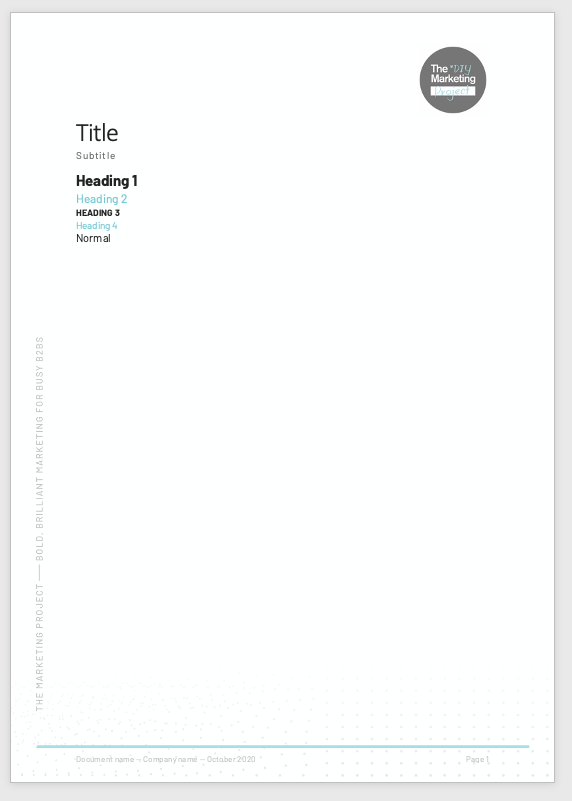 The *DIY
Marketing
Project
Title
Subtitle
Heading 1
Heading 2
HEADING 3
Heading 4
Normal
THE MARKETING PROJECT — BOLD, BRILLIANT MARKETING FOR BUSY B2BS
Document name – Company name – October 2020
Page 1